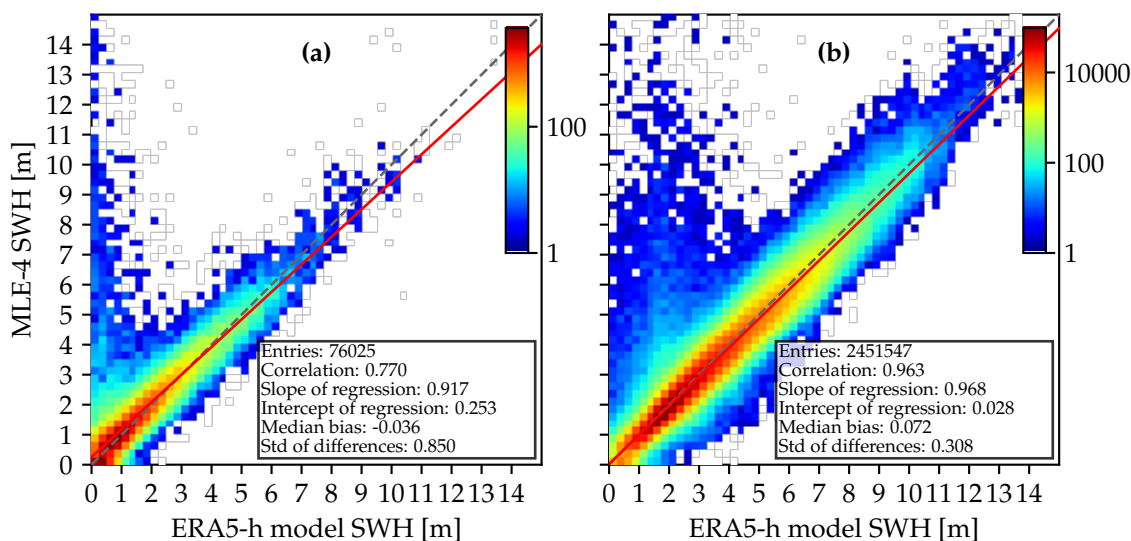 (a)
14
13
12
11
10
9
8
7
6
5
4
3
2
1
0
MLE-4 SWH [m]
100
1
Entries: 76025
Correlation: 0.770
Slope of regression: 0.917
Intercept of regression: 0.253
Median bias: -0.036
Std of differences: 0.850
0 1 2 3 4 5 6 7 8 9 10 11 12 13 14
ERA5-h model SWH [m]
(b)
10000
100
1
Entries: 2451547
Correlation: 0.963
Slope of regression: 0.968
Intercept of regression: 0.028
Median bias: 0.072
Std of differences: 0.308
0 1 2 3 4 5 6 7 8 9 10 11 12 13 14
ERA5-h model SWH [m]